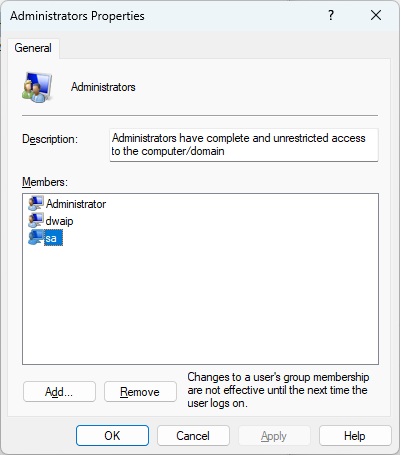 Administrators Properties
General
Administrators
Description:
Administrators have complete and unrestricted access
to the computer/domain
Members:
Administrator
dwaip
sa
Add...
Remove
Changes to a user's group membership
are not effective until the next time the
user logs on.
OK
Cancel
Apply
Help